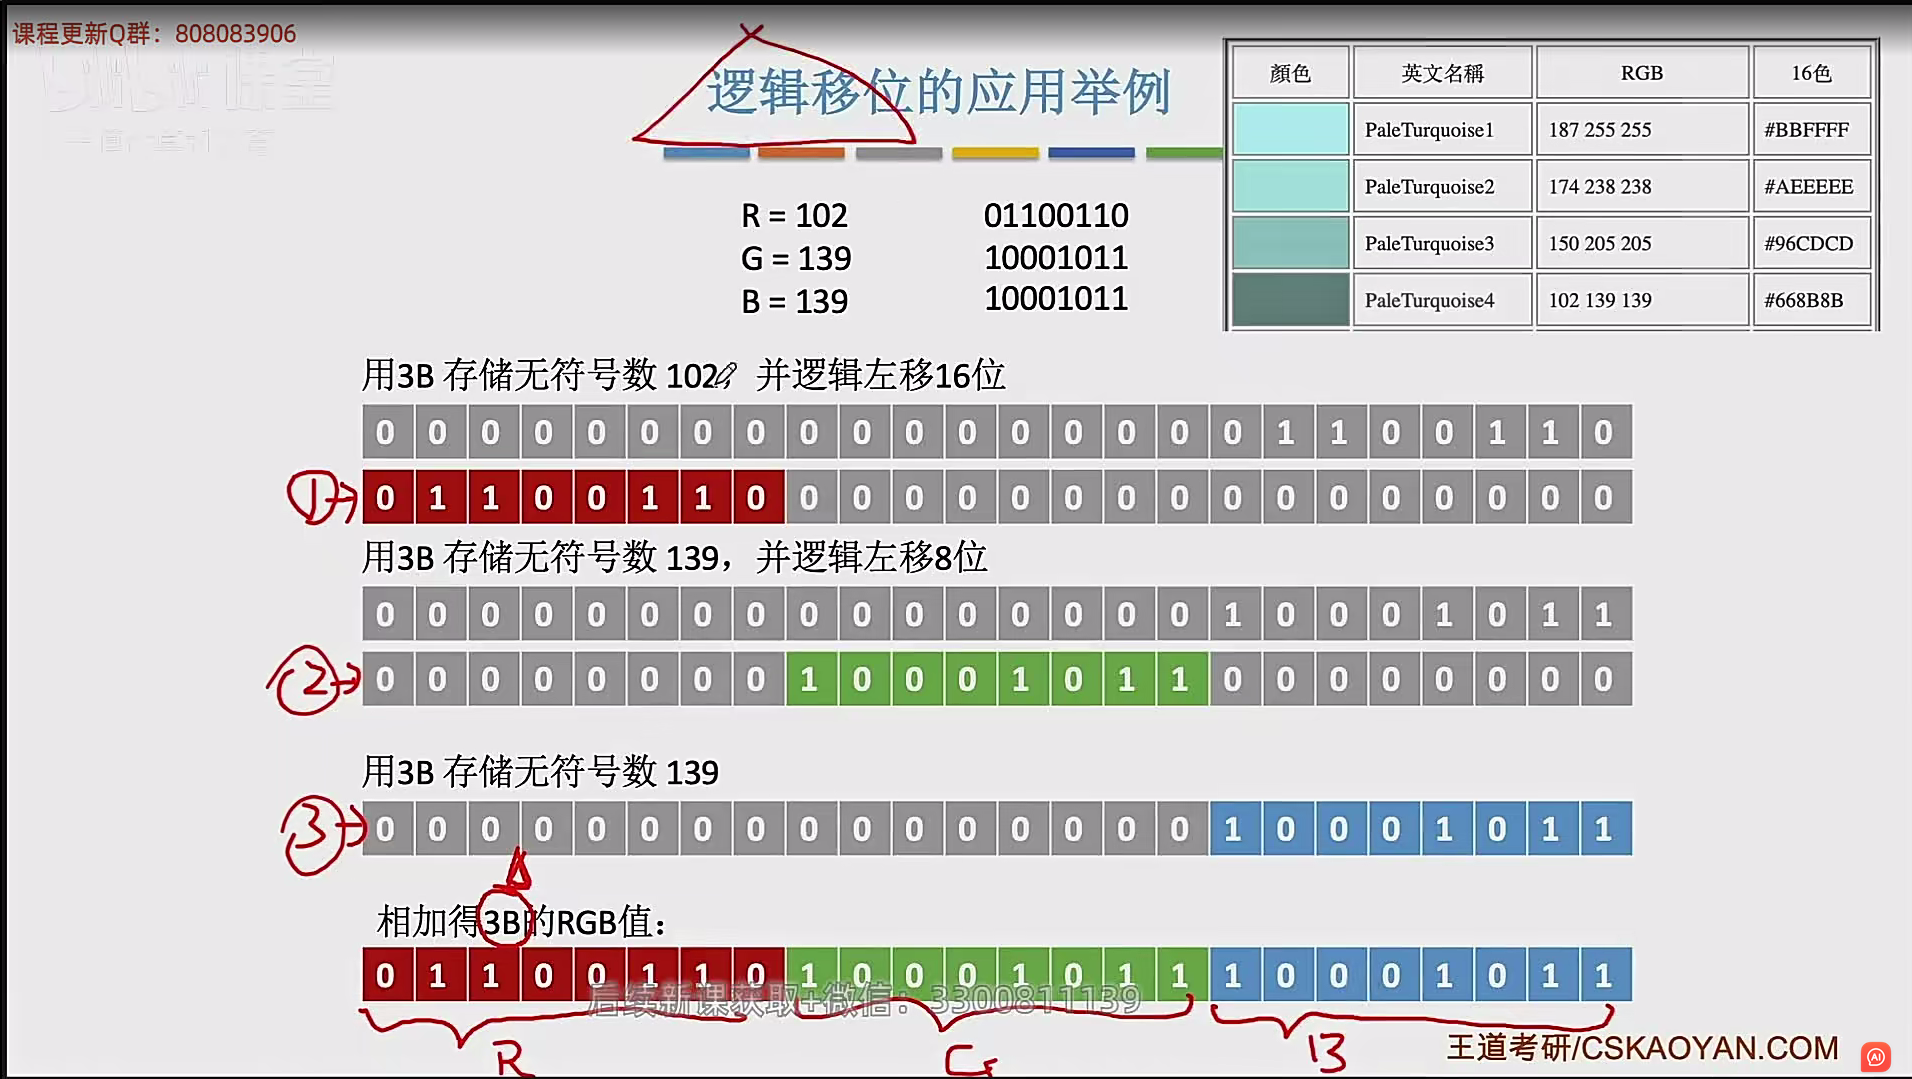 课程更新Q群：808083906
逻辑移位的应用举例
顏色 英文名稱 RGB 16色
PaleTurquoise1 187 255 255 #BBFFFF
PaleTurquoise2 174 238 238 #AEEEEE
PaleTurquoise3 150 205 205 #96CDCD
PaleTurquoise4 102 139 139 #668B8B
R = 102 01100110
G = 139 10001011
B = 139 10001011
用3B 存储无符号数 102 并逻辑左移16位
0 0 0 0 0 0 0 0 0 0 0 0 0 0 0 0 0 1 1 0 0 1 1 0
①→ 0 1 1 0 0 1 1 0 0 0 0 0 0 0 0 0 0 0 0 0 0 0 0 0
用3B 存储无符号数 139，并逻辑左移8位
0 0 0 0 0 0 0 0 0 0 0 0 0 0 0 0 1 0 0 0 1 0 1 1
②→ 0 0 0 0 0 0 0 0 1 0 0 0 1 0 1 1 0 0 0 0 0 0 0 0
用3B 存储无符号数 139
③→ 0 0 0 0 0 0 0 0 0 0 0 0 0 0 0 0 1 0 0 0 1 0 1 1
相加得3B的RGB值：
0 1 1 0 0 1 1 0 1 0 0 0 1 0 1 1 1 0 0 0 1 0 1 1
后续新课获取+微信：3300811139
R G B
王道考研/CSKAOYAN.COM
AI